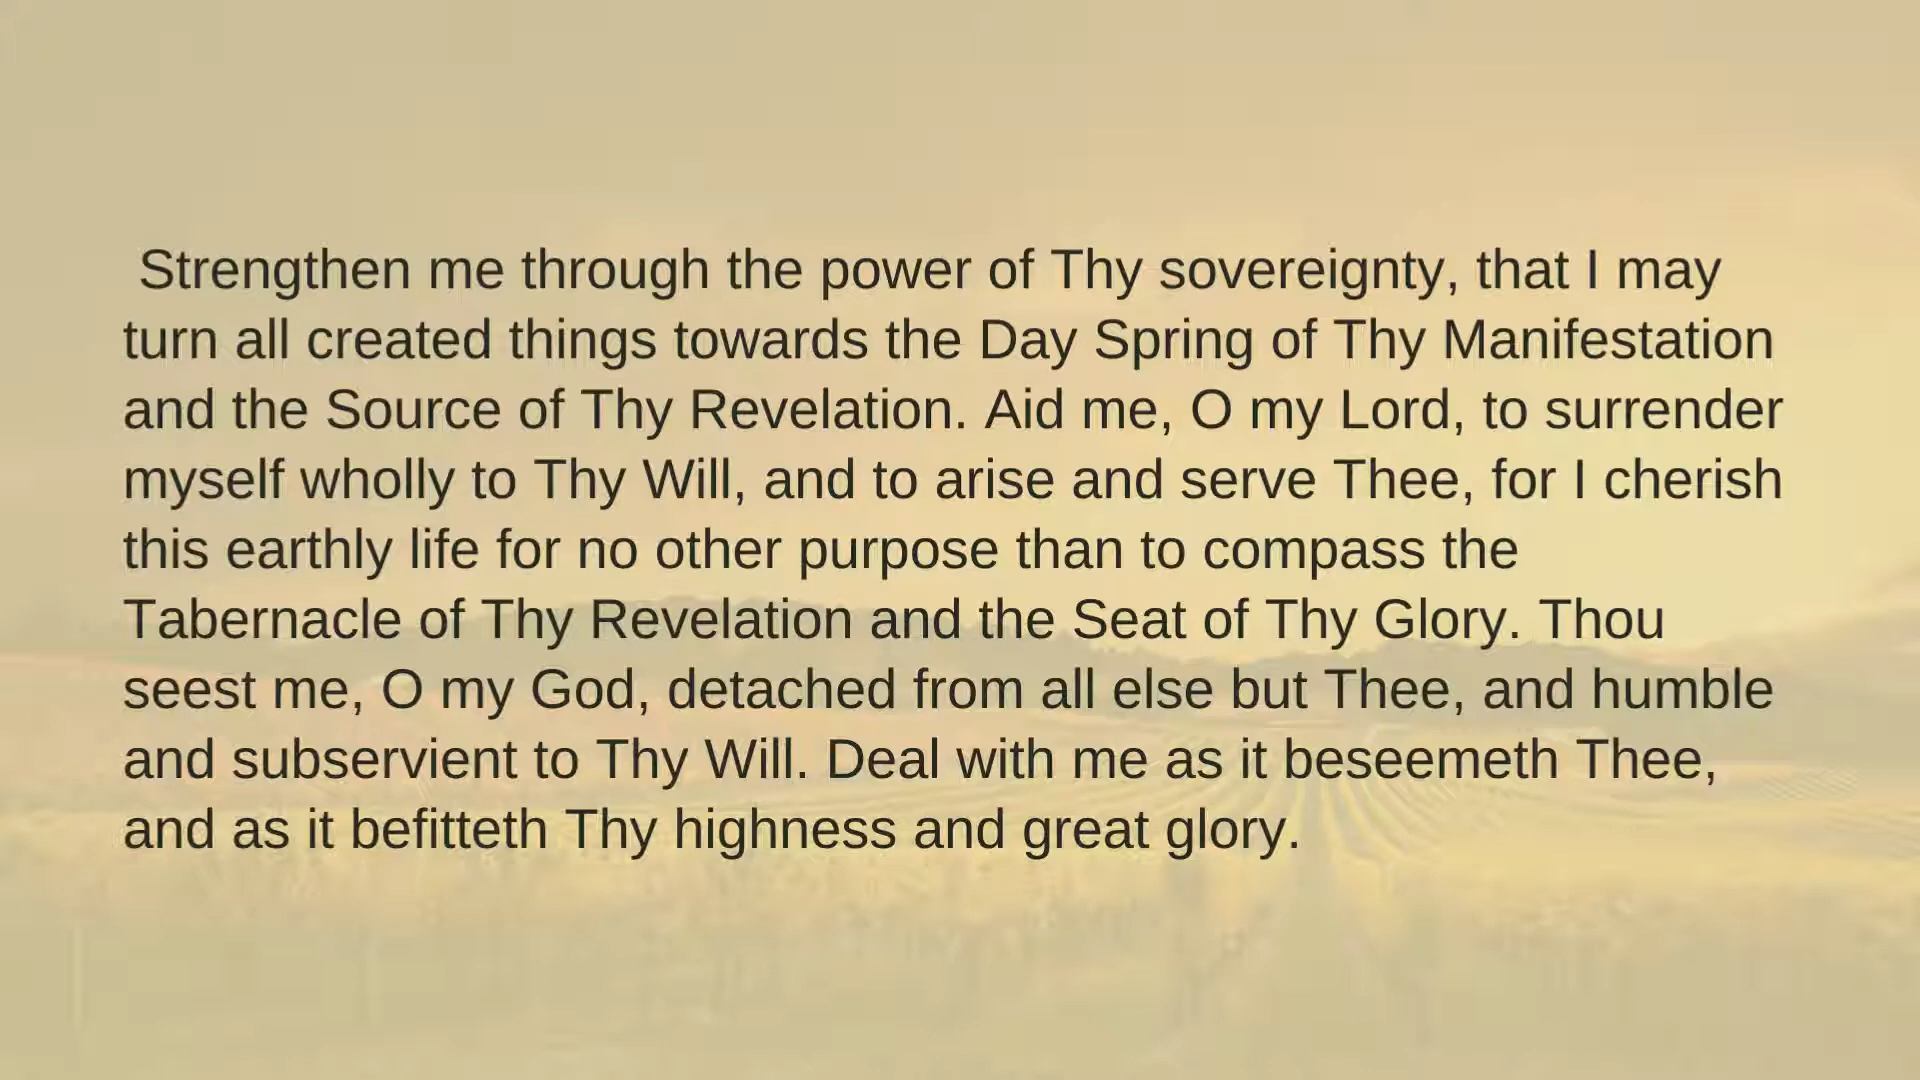 Strengthen me through the power of Thy sovereignty, that I may
turn all created things towards the Day Spring of Thy Manifestation
and the Source of Thy Revelation. Aid me, O my Lord, to surrender
myself wholly to Thy Will, and to arise and serve Thee, for I cherish
this earthly life for no other purpose than to compass the
Tabernacle of Thy Revelation and the Seat of Thy Glory. Thou
seest me, O my God, detached from all else but Thee, and humble
and subservient to Thy Will. Deal with me as it beseemeth Thee,
and as it befitteth Thy highness and great glory.